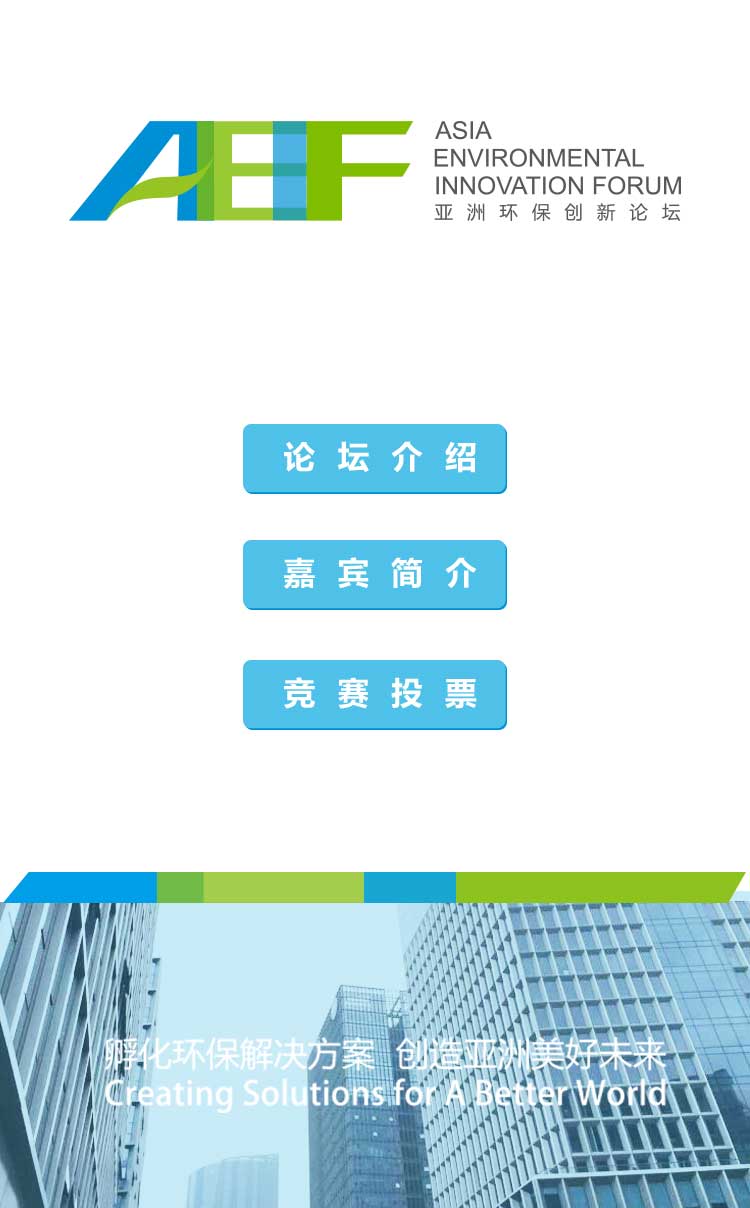 AEIF
ASIA
ENVIRONMENTAL
INNOVATION FORUM
亚洲环保创新论坛
论坛介绍
嘉宾简介
竞赛投票
孵化环保解决方案 创造亚洲美好未来
Creating Solutions for A Better World